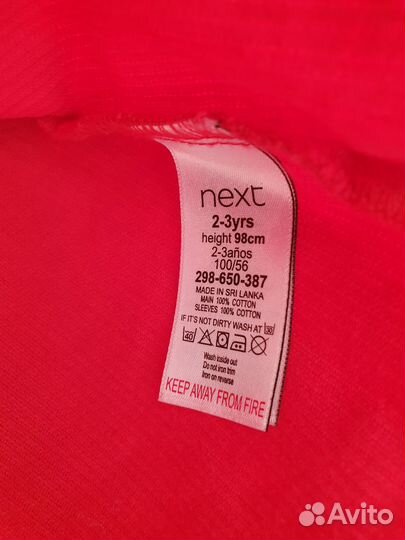 next
2-3yrs
height 98cm
2-3años
100/56
298-650-387
MADE IN SRI LANKA
MAIN 100% COTTON
SLEEVES 100% COTTON
IF IT'S NOT DIRTY WASH AT 30
40
Wash inside out
Do not iron trim
Iron on reverse
KEEP AWAY FROM FIRE
Avito